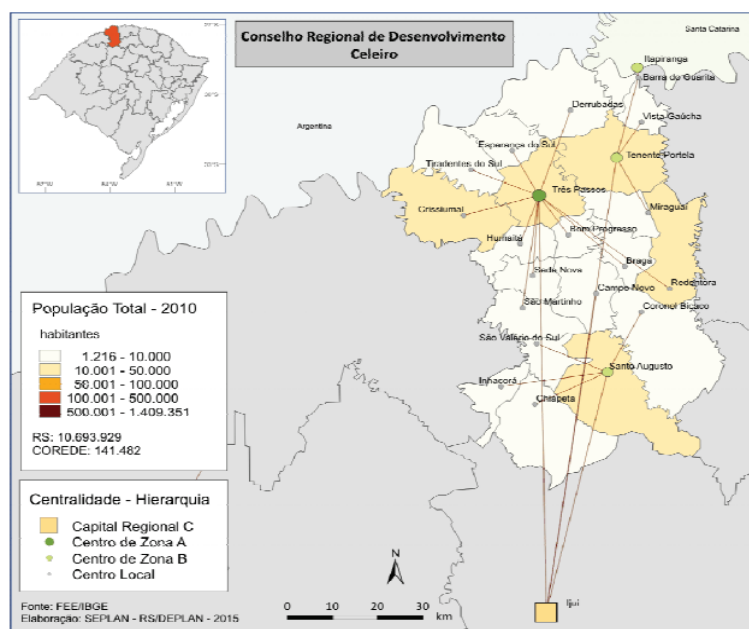 Conselho Regional de Desenvolvimento
Celeiro
Santa Catarina
Argentina
Itapiranga
Barra do Guarita
Derrubadas
Vista Gaúcha
Esperança do Sul
Tenente Portela
Tiradentes do Sul
Três Passos
Crissiumal
Miraguaí
Bom Progresso
Humaitá
Braga
Sede Nova
Campo Novo
Redentora
São Martinho
Coronel Bicaco
São Valério do Sul
Santo Augusto
Inhacorá
Chiapeta
Ijuí
População Total - 2010
habitantes
1.216 - 10.000
10.001 - 50.000
50.001 - 100.000
100.001 - 500.000
500.001 - 1.409.351
RS: 10.693.929
COREDE: 141.482
Centralidade - Hierarquia
Capital Regional C
Centro de Zona A
Centro de Zona B
Centro Local
N
0 10 20 30
km
Fonte: FEE/IBGE
Elaboração: SEPLAN - RS/DEPLAN - 2015